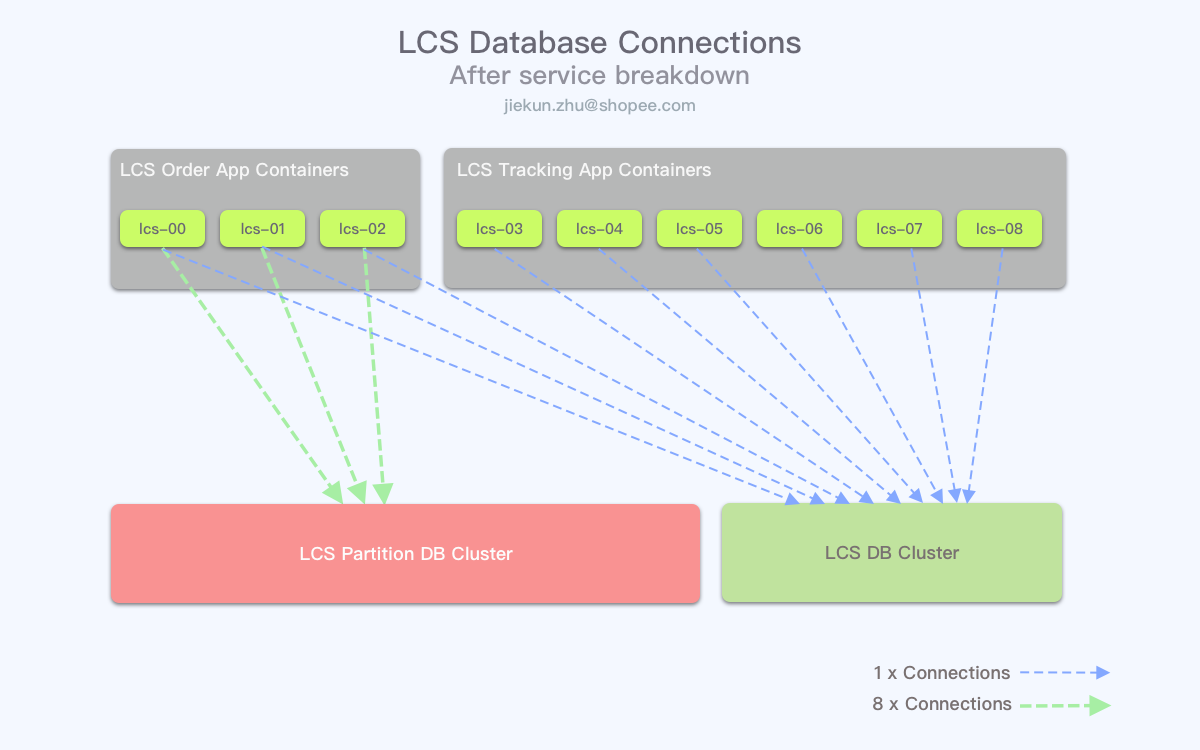 LCS Database Connections
After service breakdown
jiekun.zhu@shopee.com
LCS Order App Containers
LCS Tracking App Containers
lcs-00
lcs-01
lcs-02
lcs-03
lcs-04
lcs-05
lcs-06
lcs-07
lcs-08
LCS Partition DB Cluster
LCS DB Cluster
1 x Connections
8 x Connections